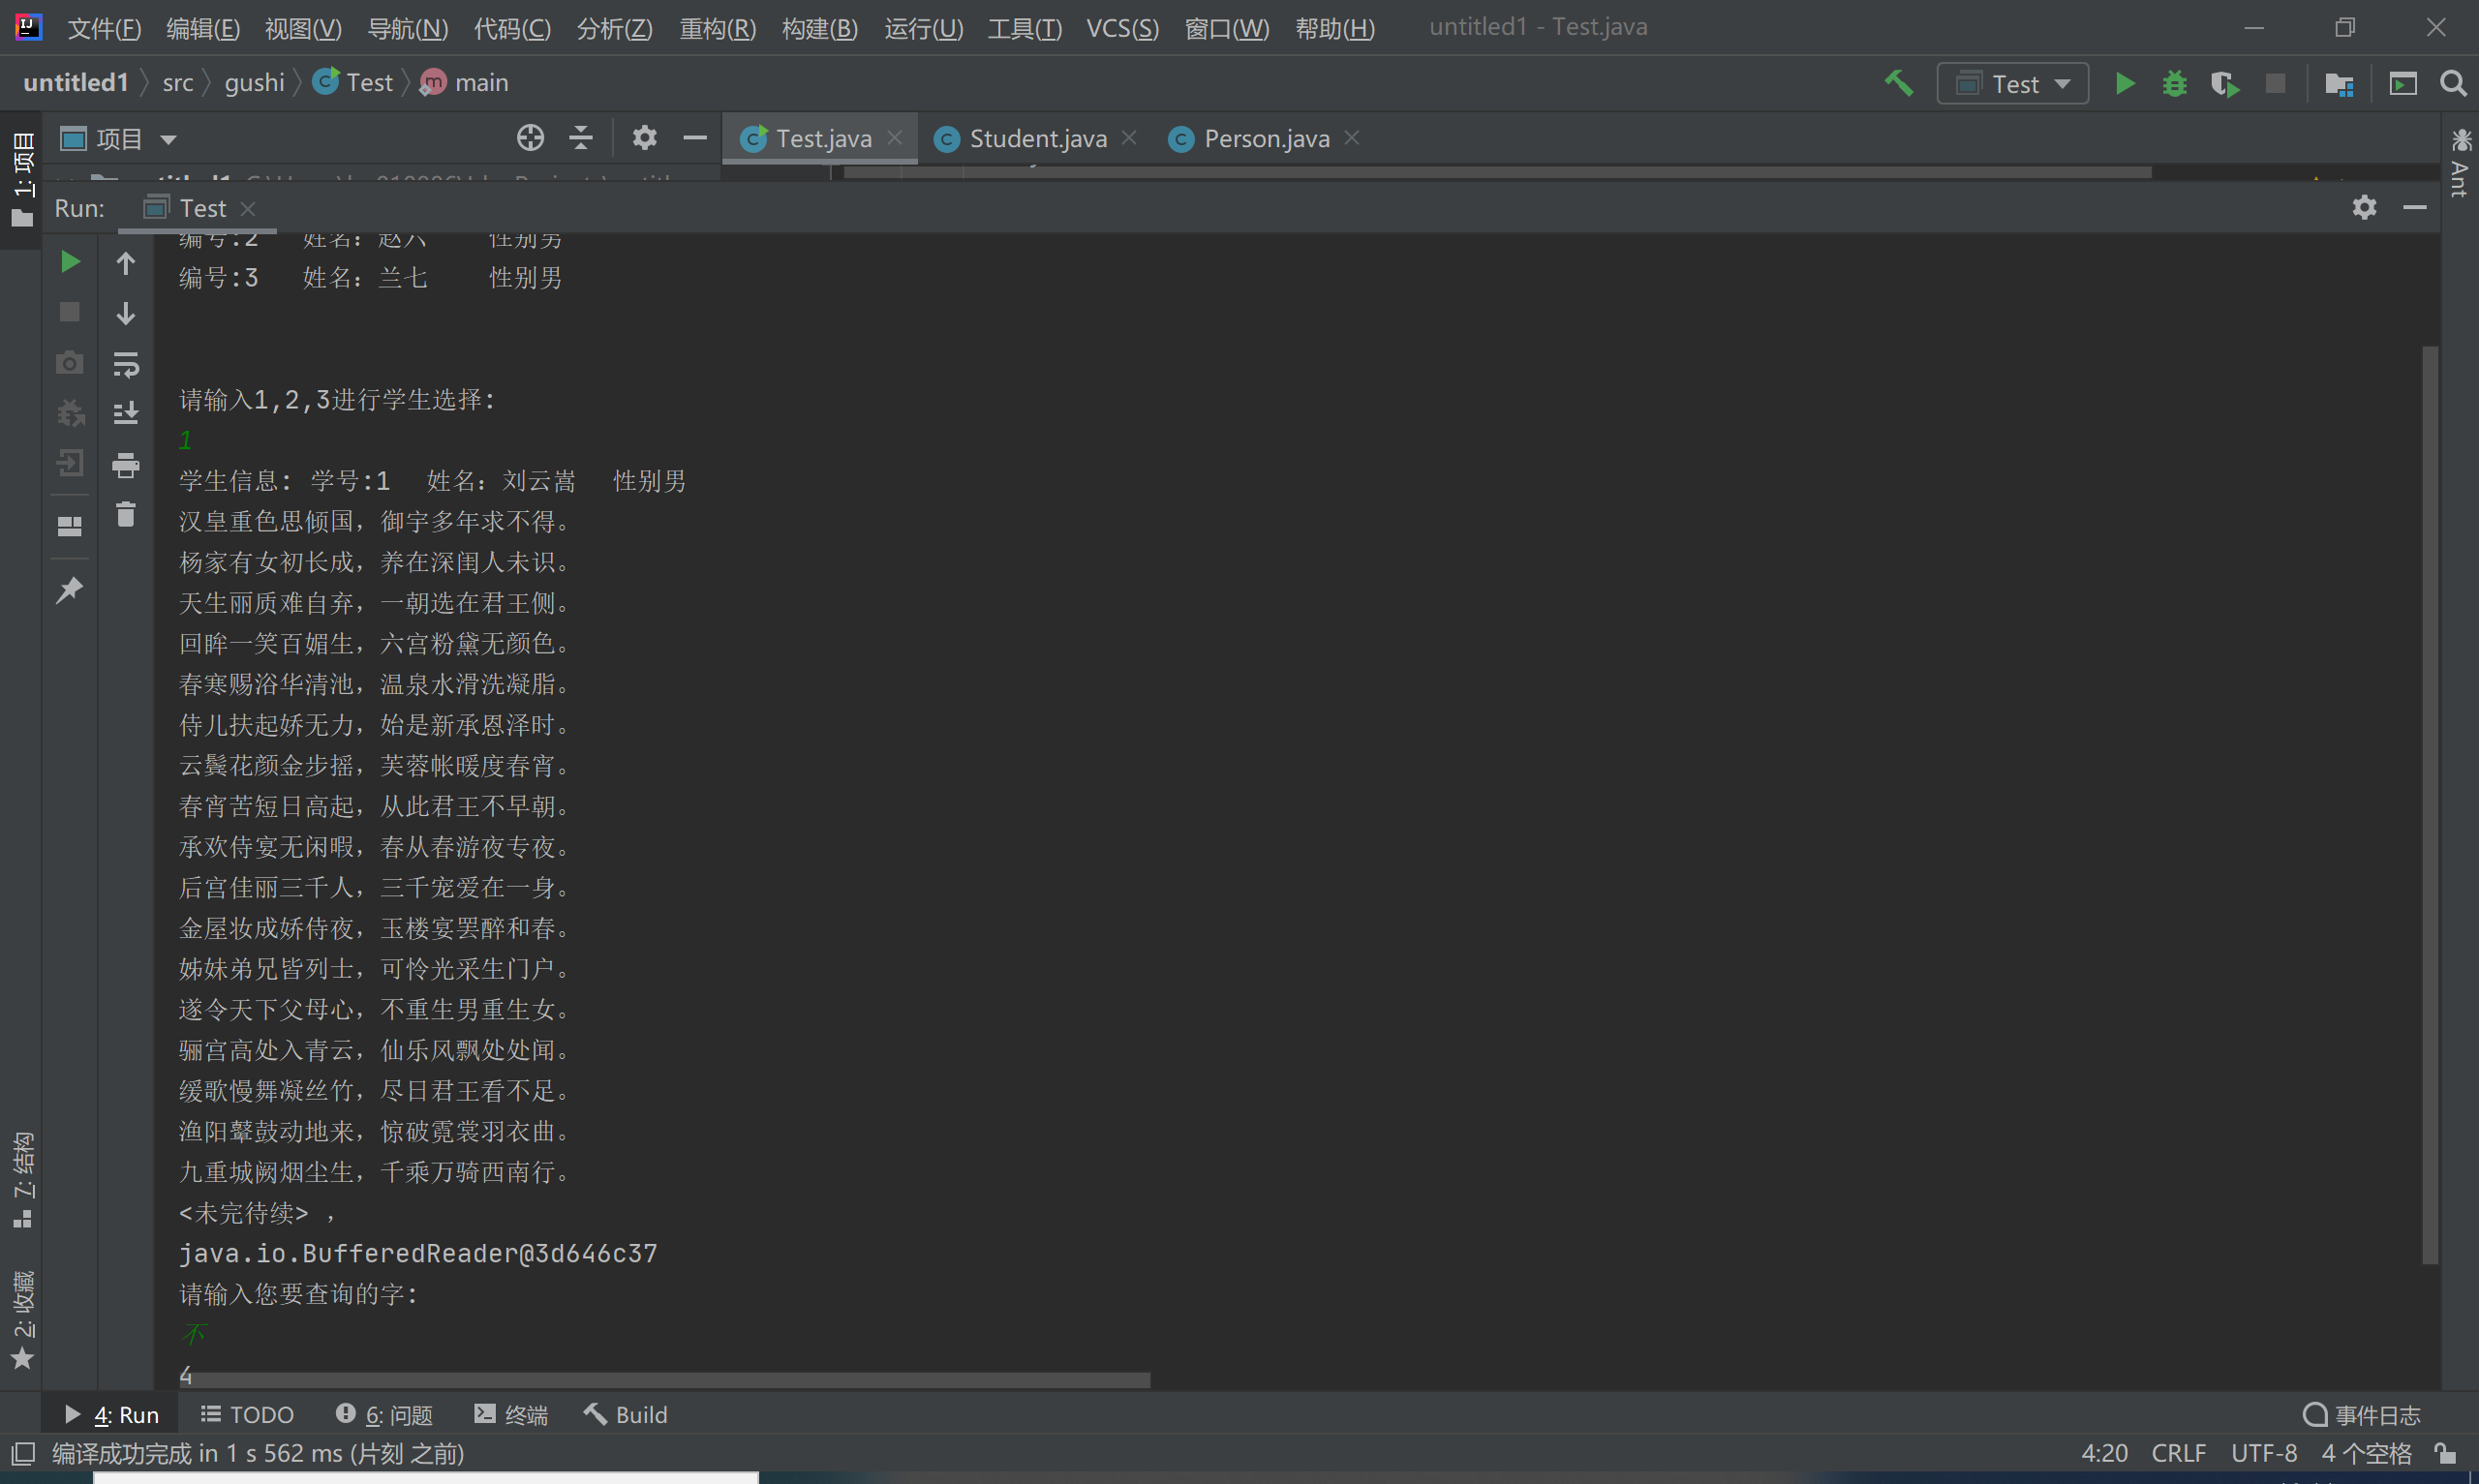 文件(F) 编辑(E) 视图(V) 导航(N) 代码(C) 分析(Z) 重构(R) 构建(B) 运行(U) 工具(T) VCS(S) 窗口(W) 帮助(H) untitled1 - Test.java
untitled1 src gushi Test main
Test
1: 项目
项目
Test.java Student.java Person.java
Ant
Run: Test
编号:2 姓名：赵六 性别男
编号:3 姓名：兰七 性别男
请输入1,2,3进行学生选择：
1
学生信息： 学号:1 姓名：刘云嵩 性别男
汉皇重色思倾国，御宇多年求不得。
杨家有女初长成，养在深闺人未识。
天生丽质难自弃，一朝选在君王侧。
回眸一笑百媚生，六宫粉黛无颜色。
春寒赐浴华清池，温泉水滑洗凝脂。
侍儿扶起娇无力，始是新承恩泽时。
云鬓花颜金步摇，芙蓉帐暖度春宵。
春宵苦短日高起，从此君王不早朝。
承欢侍宴无闲暇，春从春游夜专夜。
后宫佳丽三千人，三千宠爱在一身。
金屋妆成娇侍夜，玉楼宴罢醉和春。
姊妹弟兄皆列士，可怜光采生门户。
遂令天下父母心，不重生男重生女。
骊宫高处入青云，仙乐风飘处处闻。
缓歌慢舞凝丝竹，尽日君王看不足。
渔阳鼙鼓动地来，惊破霓裳羽衣曲。
九重城阙烟尘生，千乘万骑西南行。
<未完待续> ，
java.io.BufferedReader@3d646c37
请输入您要查询的字：
不
4
7: 结构
2: 收藏
4: Run TODO 6: 问题 终端 Build 事件日志
编译成功完成 in 1 s 562 ms (片刻 之前) 4:20 CRLF UTF-8 4 个空格